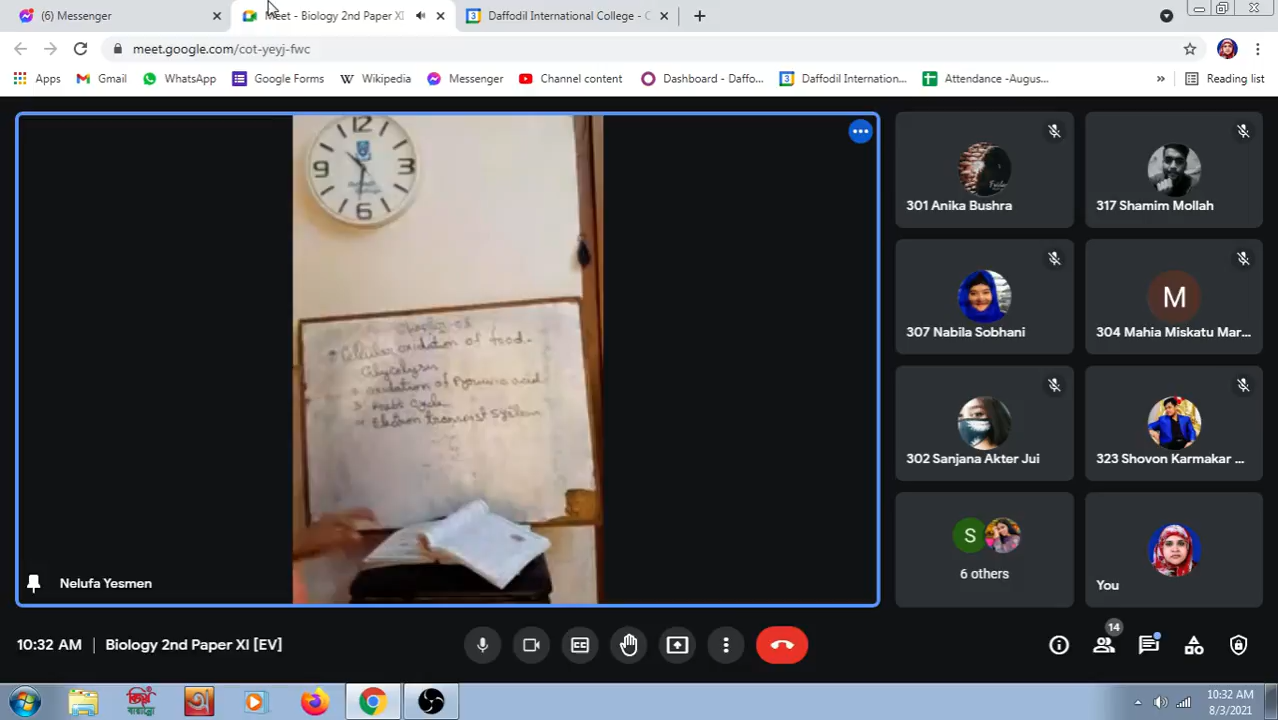 (6) Messenger
Meet - Biology 2nd Paper XI
Daffodil International College - C
meet.google.com/cot-yeyj-fwc
Apps
Gmail
WhatsApp
Google Forms
W Wikipedia
Messenger
Channel content
Dashboard - Daffo...
3 Daffodil Internation...
Attendance -Augus...
»
Reading list
12
9
3
6
Cellular oxidation of food.
Glycolysis
oxidation of Pyruvic acid
Krebs Cycle
Electron transport System
Nelufa Yesmen
301 Anika Bushra
317 Shamim Mollah
307 Nabila Sobhani
M
304 Mahia Miskatu Mar...
302 Sanjana Akter Jui
323 Shovon Karmakar ...
S
6 others
You
10:32 AM
Biology 2nd Paper XI [EV]
CC
14
10:32 AM
8/3/2021